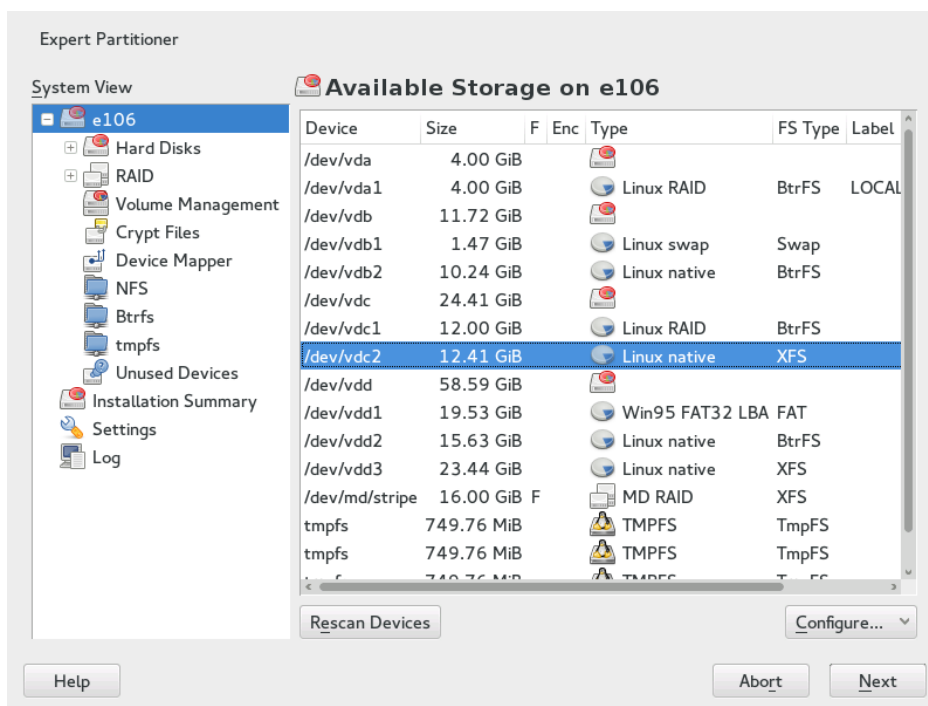 Expert Partitioner
System View
e106
Hard Disks
RAID
Volume Management
Crypt Files
Device Mapper
NFS
Btrfs
tmpfs
Unused Devices
Installation Summary
Settings
Log
Available Storage on e106
Device Size F Enc Type FS Type Label
/dev/vda 4.00 GiB
/dev/vda1 4.00 GiB Linux RAID BtrFS LOCAL
/dev/vdb 11.72 GiB
/dev/vdb1 1.47 GiB Linux swap Swap
/dev/vdb2 10.24 GiB Linux native BtrFS
/dev/vdc 24.41 GiB
/dev/vdc1 12.00 GiB Linux RAID BtrFS
/dev/vdc2 12.41 GiB Linux native XFS
/dev/vdd 58.59 GiB
/dev/vdd1 19.53 GiB Win95 FAT32 LBA FAT
/dev/vdd2 15.63 GiB Linux native BtrFS
/dev/vdd3 23.44 GiB Linux native XFS
/dev/md/stripe 16.00 GiB F MD RAID XFS
tmpfs 749.76 MiB TMPFS TmpFS
tmpfs 749.76 MiB TMPFS TmpFS
Rescan Devices
Configure...
Help
Abort
Next